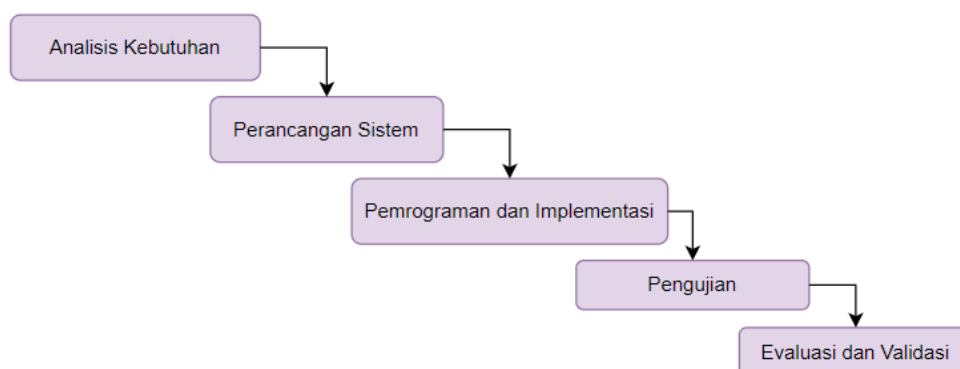 Analisis Kebutuhan
Perancangan Sistem
Pemrograman dan Implementasi
Pengujian
Evaluasi dan Validasi